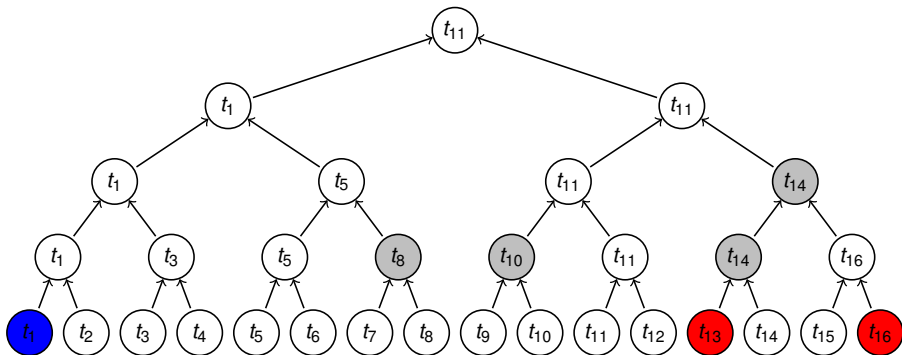 t₁₁
t₁ t₁₁
t₁ t₅ t₁₁ t₁₄
t₁ t₃ t₅ t₈ t₁₀ t₁₁ t₁₄ t₁₆
t₁ t₂ t₃ t₄ t₅ t₆ t₇ t₈ t₉ t₁₀ t₁₁ t₁₂ t₁₃ t₁₄ t₁₅ t₁₆